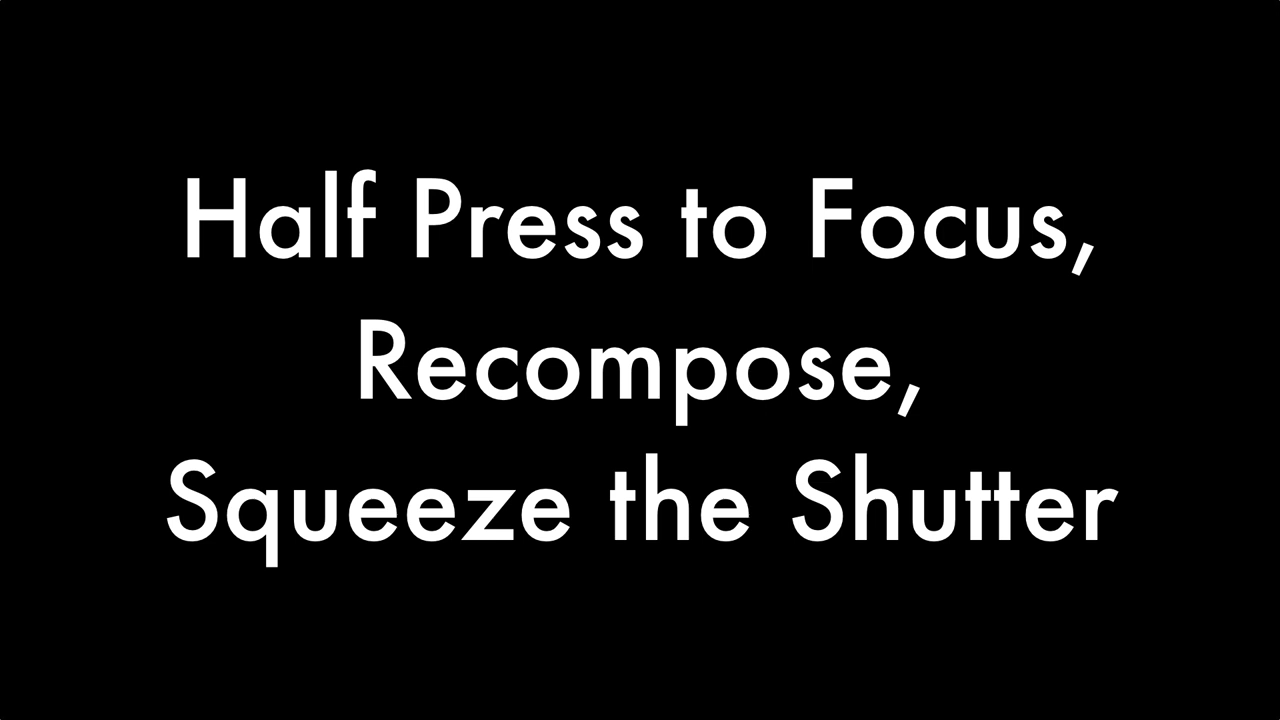 Half Press to Focus,
Recompose,
Squeeze the Shutter